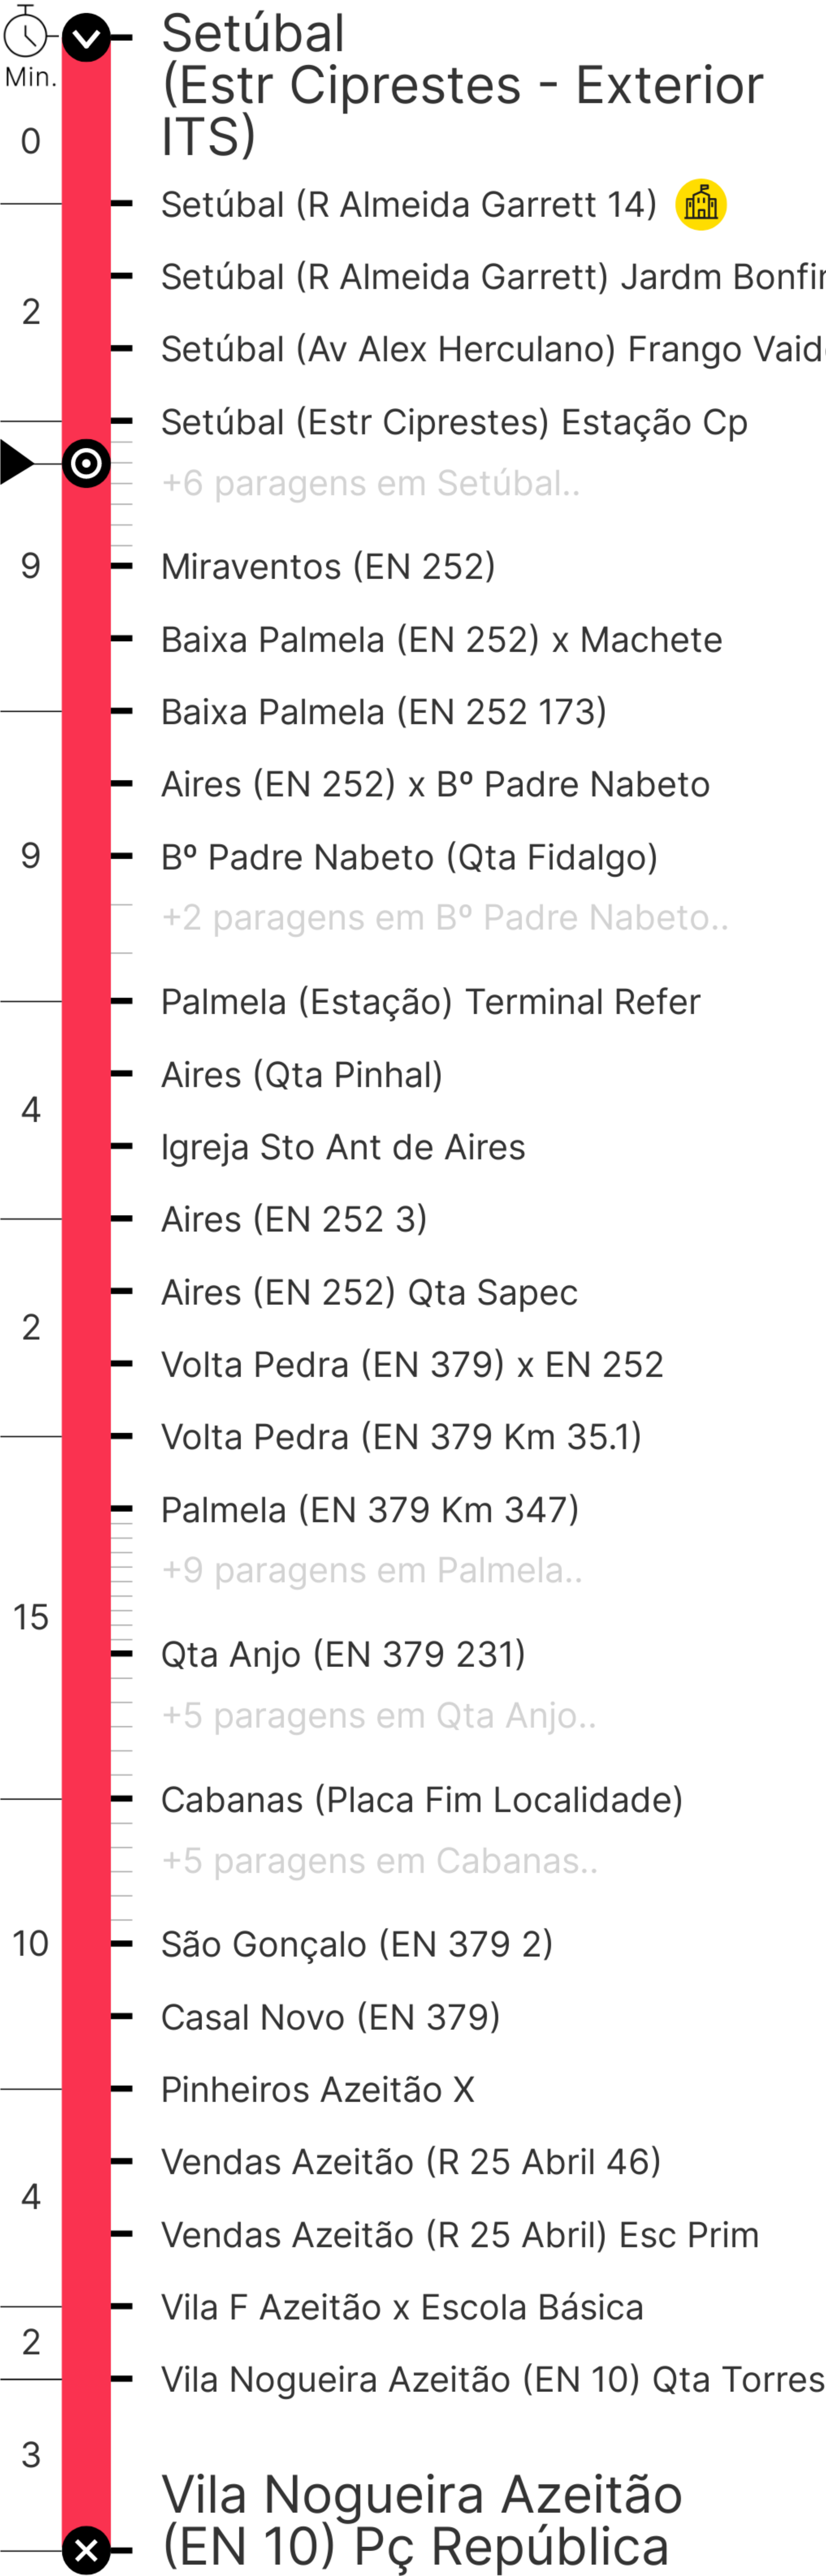 Setúbal
(Estr Ciprestes - Exterior
ITS)
Min.
0
Setúbal (R Almeida Garrett 14)
Setúbal (R Almeida Garrett) Jardm
2
Setúbal (Av Alex Herculano) Frango
Setúbal (Estr Ciprestes) Estação Cp
+6 paragens em Setúbal..
9
Miraventos (EN 252)
Baixa Palmela (EN 252) x Machete
Baixa Palmela (EN 252 173)
Aires (EN 252) x Bº Padre Nabeto
9
Bº Padre Nabeto (Qta Fidalgo)
+2 paragens em Bº Padre Nabeto..
Palmela (Estação) Terminal Refer
Aires (Qta Pinhal)
4
Igreja Sto Ant de Aires
Aires (EN 252 3)
Aires (EN 252) Qta Sapec
2
Volta Pedra (EN 379) x EN 252
Volta Pedra (EN 379 Km 35.1)
Palmela (EN 379 Km 347)
+9 paragens em Palmela..
15
Qta Anjo (EN 379 231)
+5 paragens em Qta Anjo..
Cabanas (Placa Fim Localidade)
+5 paragens em Cabanas..
10
São Gonçalo (EN 379 2)
Casal Novo (EN 379)
Pinheiros Azeitão X
Vendas Azeitão (R 25 Abril 46)
4
Vendas Azeitão (R 25 Abril) Esc Prim
Vila F Azeitão x Escola Básica
2
Vila Nogueira Azeitão (EN 10) Qta Torres
3
Vila Nogueira Azeitão
(EN 10) Pç República